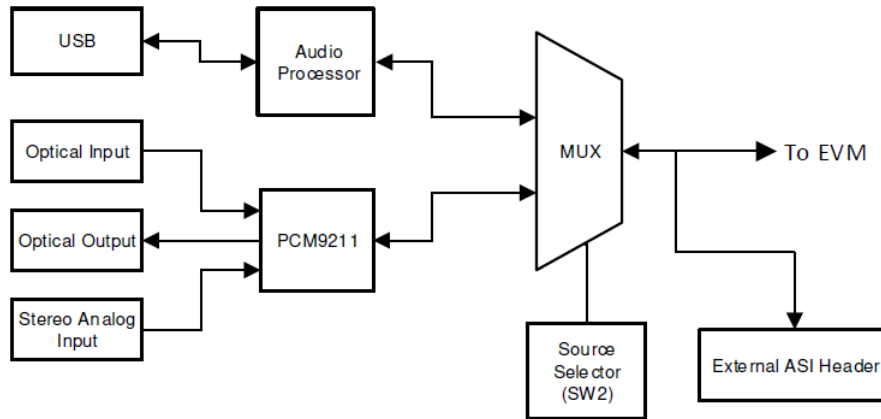 USB
Audio
Processor
Optical Input
MUX
To EVM
Optical Output
PCM9211
Stereo Analog
Input
Source
Selector
(SW2)
External ASI Header